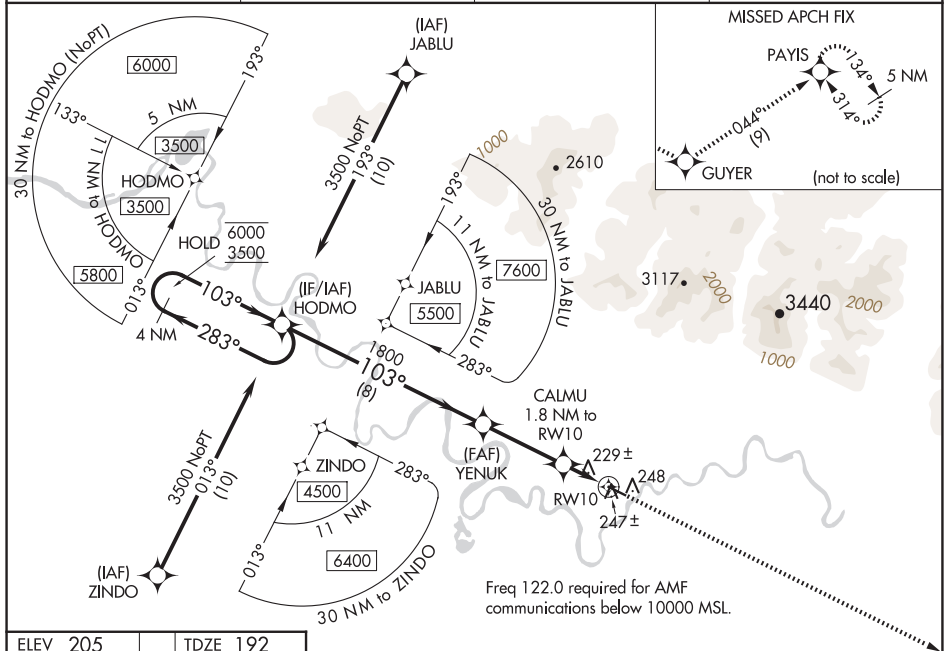 MISSED APCH FIX
PAYIS
134°
5 NM
314°
044°
(9)
GUYER
(not to scale)
(IAF)
JABLU
3500 NoPT
193°
(10)
30 NM to HODMO (NoPT)
6000
193°
133°
5 NM
3500
11 NM to HODMO
HODMO
3500
5800
013°
HOLD
6000
3500
103°
4 NM
283°
(IF/IAF)
HODMO
1000
2610
193°
30 NM to JABLU
11 NM to JABLU
7600
JABLU
5500
283°
3117
2000
3440
2000
1000
1800
103°
(8)
CALMU
1.8 NM to
RW10
(FAF)
YENUK
229±
248
RW10
247±
3500 NoPT
013°
(10)
(IAF)
ZINDO
ZINDO
283°
4500
11 NM
013°
6400
30 NM to ZINDO
Freq 122.0 required for AMF
communications below 10000 MSL.
ELEV 205 TDZE 192